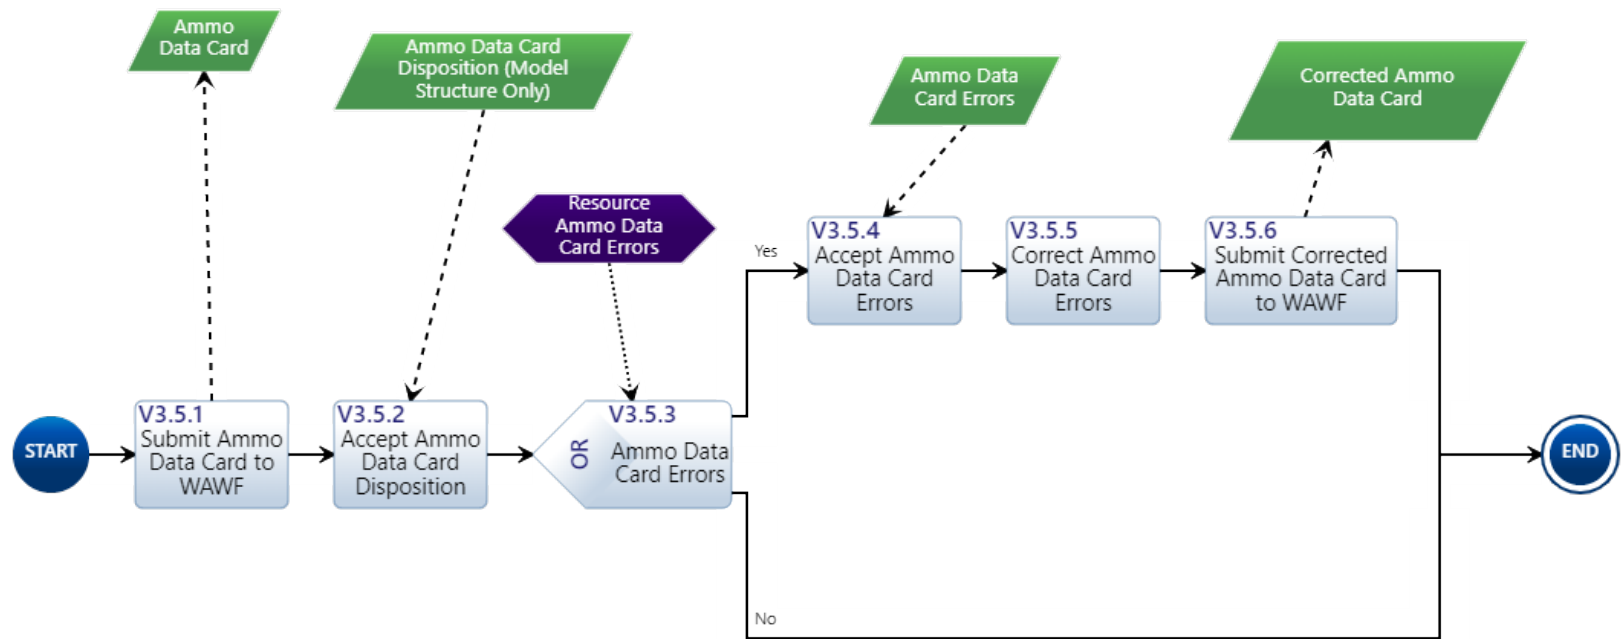 Ammo
Data Card
Ammo Data Card
Disposition (Model
Structure Only)
Ammo Data
Card Errors
Corrected Ammo
Data Card
Resource
Ammo Data
Card Errors
Yes
V3.5.4
Accept Ammo
Data Card
Errors
V3.5.5
Correct Ammo
Data Card
Errors
V3.5.6
Submit Corrected
Ammo Data Card
to WAWF
START
V3.5.1
Submit Ammo
Data Card to
WAWF
V3.5.2
Accept Ammo
Data Card
Disposition
OR
V3.5.3
Ammo Data
Card Errors
END
No